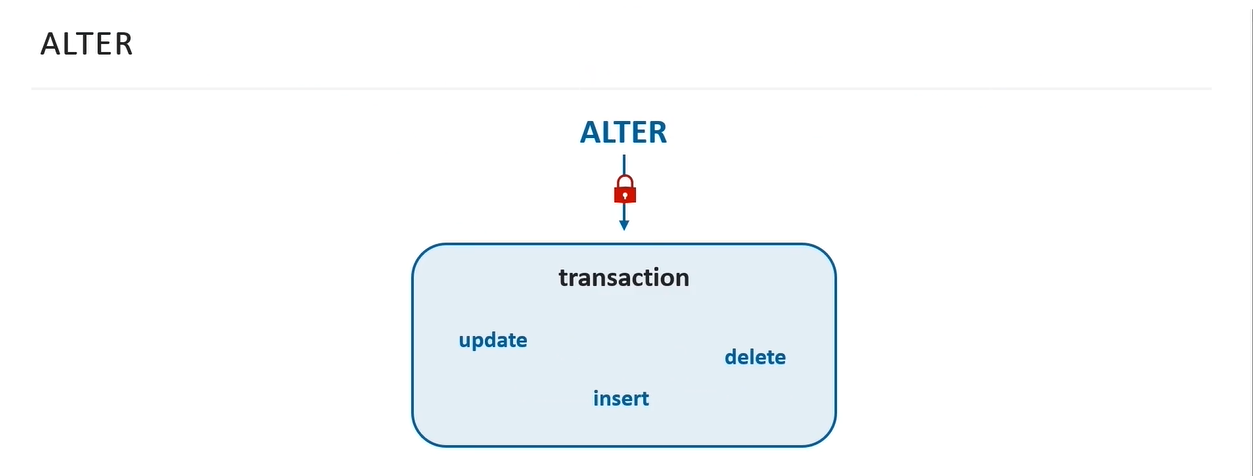 ALTER
ALTER
transaction
update
delete
insert